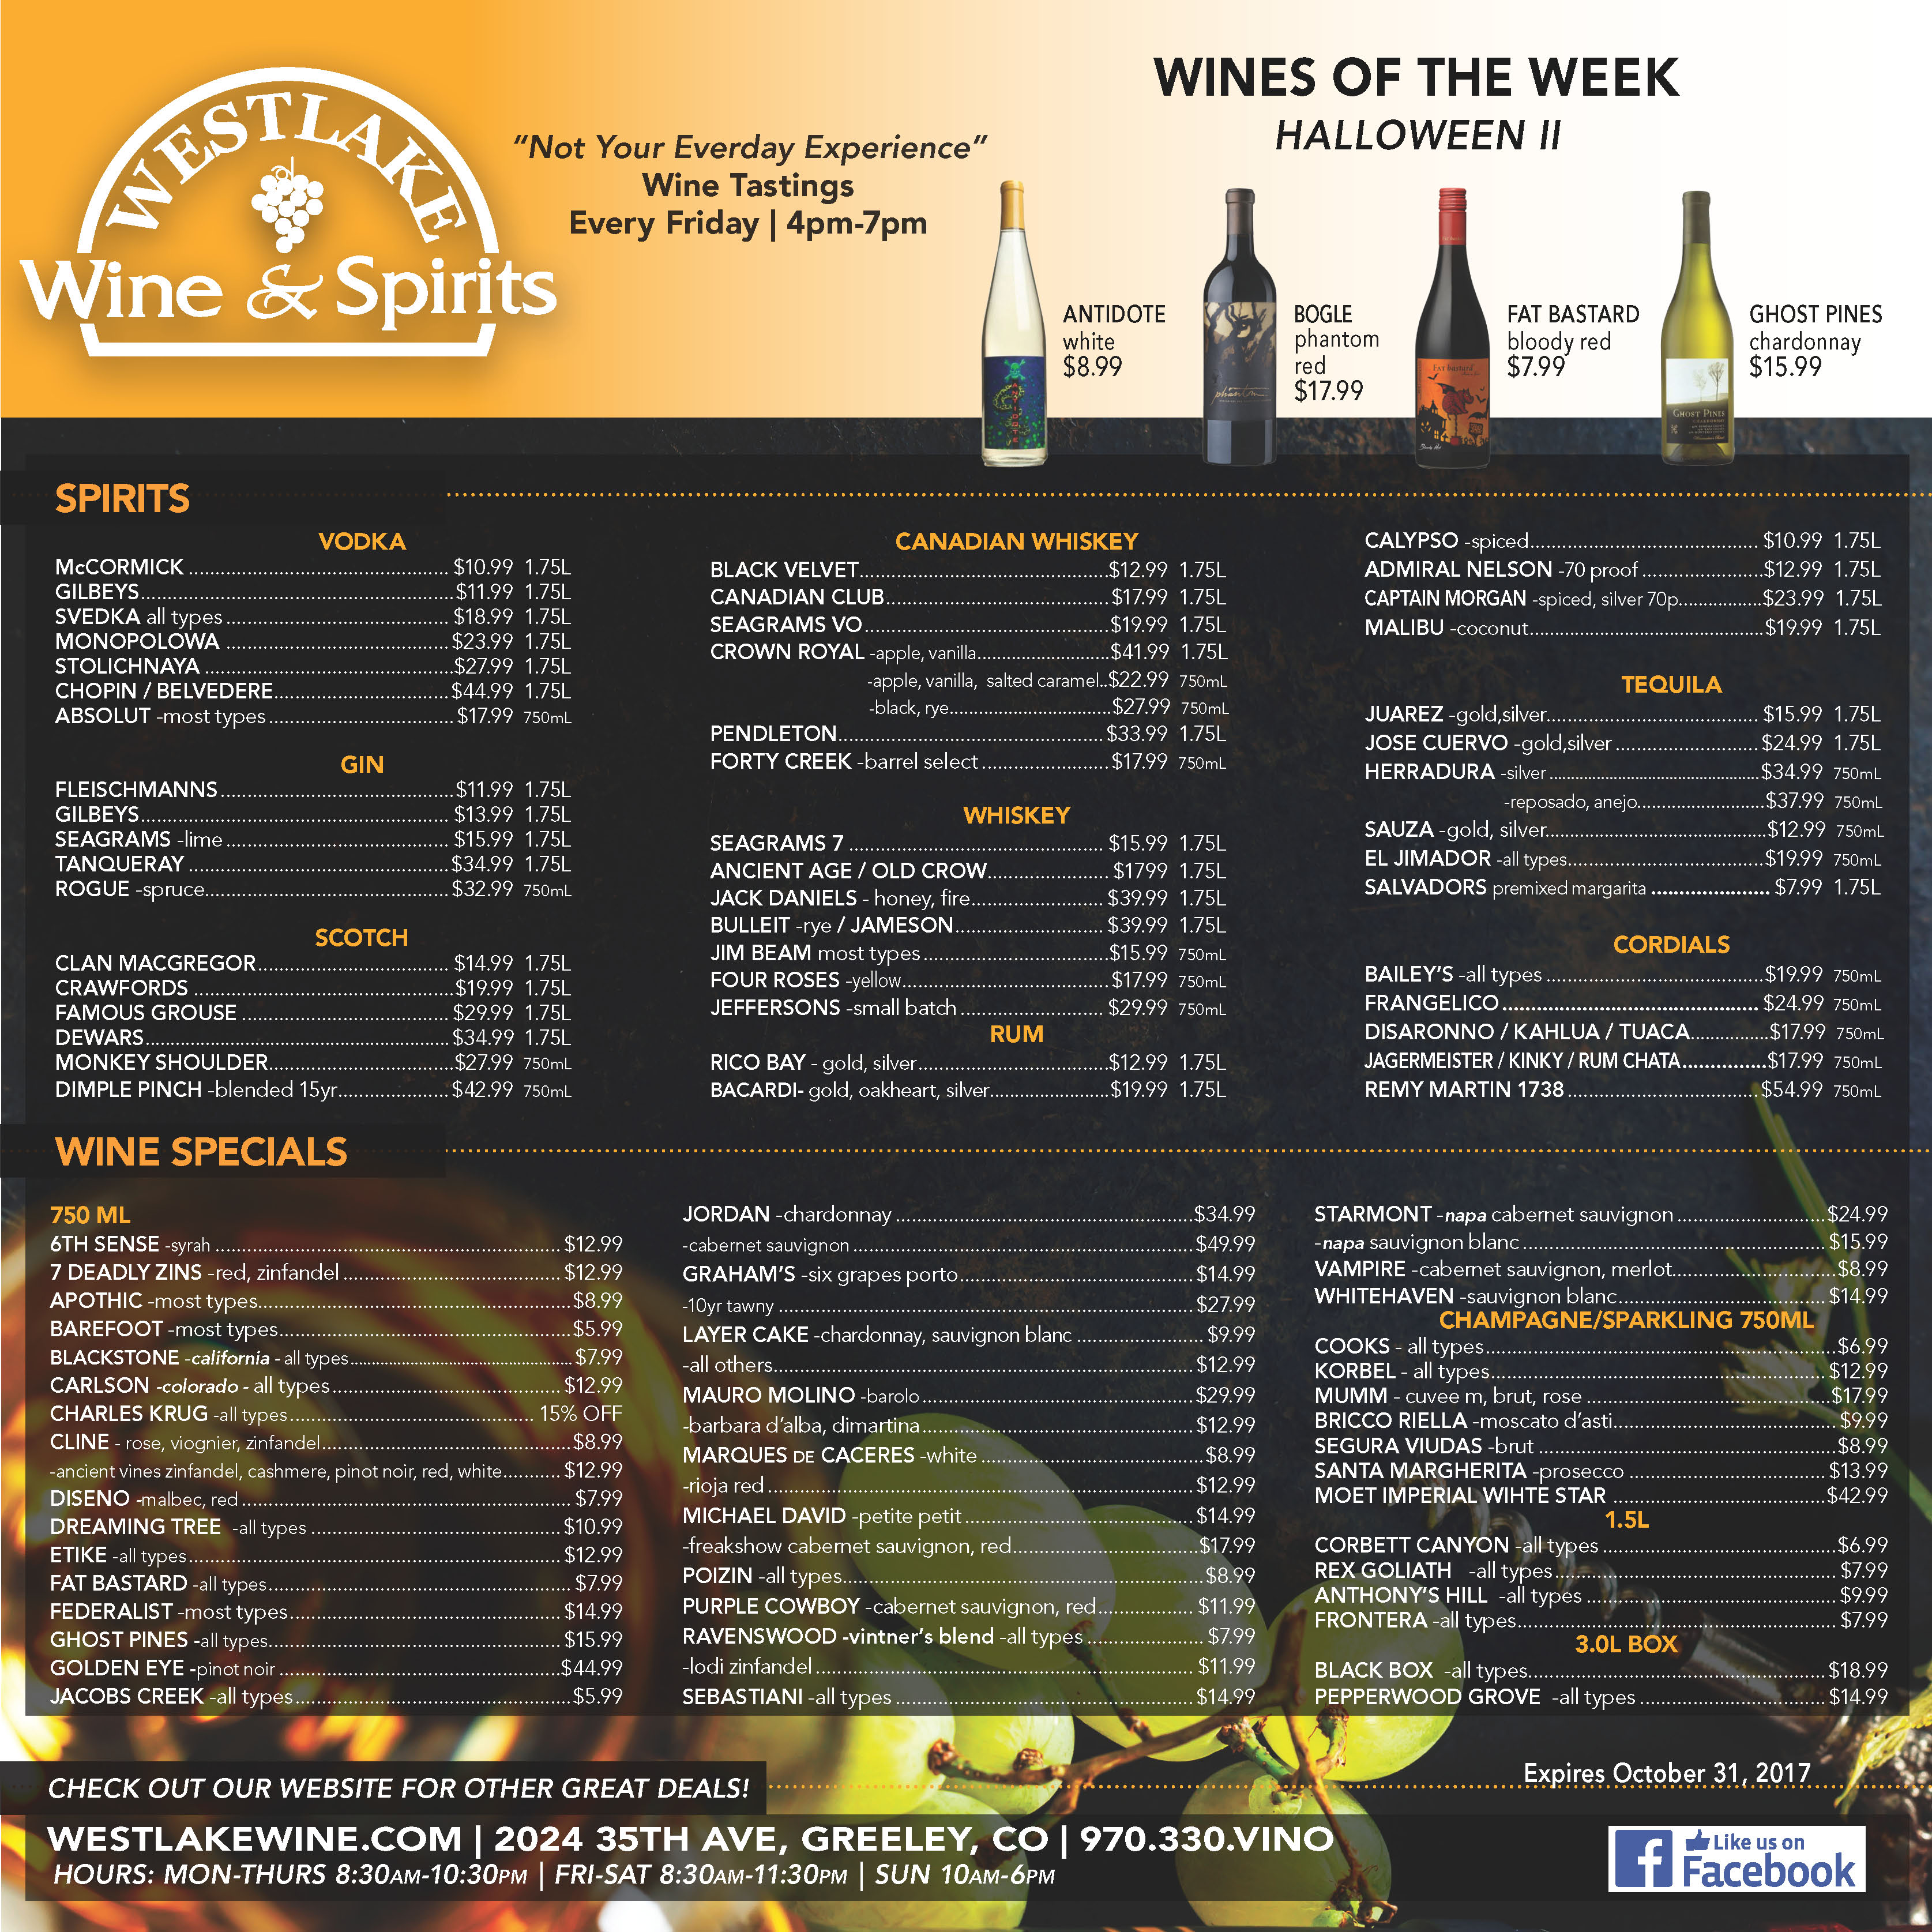 WESTLAKE
Wine & Spirits
"Not Your Everday Experience"
Wine Tastings
Every Friday | 4pm-7pm
WINES OF THE WEEK
HALLOWEEN II
ANTIDOTE
white
$8.99
BOGLE
phantom
red
$17.99
FAT BASTARD
bloody red
$7.99
GHOST PINES
chardonnay
$15.99
ANTIDOTE
phantom
FAT bastard
GHOST PINES
SPIRITS
VODKA
McCORMICK ........ $10.99 1.75L
GILBEYS ........ $11.99 1.75L
SVEDKA all types ........ $18.99 1.75L
MONOPOLOWA ........ $23.99 1.75L
STOLICHNAYA ........ $27.99 1.75L
CHOPIN / BELVEDERE ........ $44.99 1.75L
ABSOLUT -most types ........ $17.99 750mL
GIN
FLEISCHMANNS ........ $11.99 1.75L
GILBEYS ........ $13.99 1.75L
SEAGRAMS -lime ........ $15.99 1.75L
TANQUERAY ........ $34.99 1.75L
ROGUE -spruce ........ $32.99 750mL
SCOTCH
CLAN MACGREGOR ........ $14.99 1.75L
CRAWFORDS ........ $19.99 1.75L
FAMOUS GROUSE ........ $29.99 1.75L
DEWARS ........ $34.99 1.75L
MONKEY SHOULDER ........ $27.99 750mL
DIMPLE PINCH -blended 15yr ........ $42.99 750mL
CANADIAN WHISKEY
BLACK VELVET ........ $12.99 1.75L
CANADIAN CLUB ........ $17.99 1.75L
SEAGRAMS VO ........ $19.99 1.75L
CROWN ROYAL -apple, vanilla ........ $41.99 1.75L
-apple, vanilla, salted caramel.. $22.99 750mL
-black, rye ........ $27.99 750mL
PENDLETON ........ $33.99 1.75L
FORTY CREEK -barrel select ........ $17.99 750mL
WHISKEY
SEAGRAMS 7 ........ $15.99 1.75L
ANCIENT AGE / OLD CROW ........ $1799 1.75L
JACK DANIELS - honey, fire ........ $39.99 1.75L
BULLEIT -rye / JAMESON ........ $39.99 1.75L
JIM BEAM most types ........ $15.99 750mL
FOUR ROSES -yellow ........ $17.99 750mL
JEFFERSONS -small batch ........ $29.99 750mL
RUM
RICO BAY - gold, silver ........ $12.99 1.75L
BACARDI- gold, oakheart, silver ........ $19.99 1.75L
CALYPSO -spiced ........ $10.99 1.75L
ADMIRAL NELSON -70 proof ........ $12.99 1.75L
CAPTAIN MORGAN -spiced, silver 70p ........ $23.99 1.75L
MALIBU -coconut ........ $19.99 1.75L
TEQUILA
JUAREZ -gold,silver ........ $15.99 1.75L
JOSE CUERVO -gold,silver ........ $24.99 1.75L
HERRADURA -silver ........ $34.99 750mL
-reposado, anejo ........ $37.99 750mL
SAUZA -gold, silver ........ $12.99 750mL
EL JIMADOR -all types ........ $19.99 750mL
SALVADORS premixed margarita ........ $7.99 1.75L
CORDIALS
BAILEY'S -all types ........ $19.99 750mL
FRANGELICO ........ $24.99 750mL
DISARONNO / KAHLUA / TUACA ........ $17.99 750mL
JAGERMEISTER / KINKY / RUM CHATA ........ $17.99 750mL
REMY MARTIN 1738 ........ $54.99 750mL
WINE SPECIALS
750 ML
6TH SENSE -syrah ........ $12.99
7 DEADLY ZINS -red, zinfandel ........ $12.99
APOTHIC -most types ........ $8.99
BAREFOOT -most types ........ $5.99
BLACKSTONE -california - all types ........ $7.99
CARLSON -colorado - all types ........ $12.99
CHARLES KRUG -all types ........ 15% OFF
CLINE - rose, viognier, zinfandel ........ $8.99
-ancient vines zinfandel, cashmere, pinot noir, red, white ........ $12.99
DISENO -malbec, red ........ $7.99
DREAMING TREE -all types ........ $10.99
ETIKE -all types ........ $12.99
FAT BASTARD -all types ........ $7.99
FEDERALIST -most types ........ $14.99
GHOST PINES -all types ........ $15.99
GOLDEN EYE -pinot noir ........ $44.99
JACOBS CREEK -all types ........ $5.99
JORDAN -chardonnay ........ $34.99
-cabernet sauvignon ........ $49.99
GRAHAM'S -six grapes porto ........ $14.99
-10yr tawny ........ $27.99
LAYER CAKE -chardonnay, sauvignon blanc ........ $9.99
-all others ........ $12.99
MAURO MOLINO -barolo ........ $29.99
-barbara d'alba, dimartina ........ $12.99
MARQUES DE CACERES -white ........ $8.99
-rioja red ........ $12.99
MICHAEL DAVID -petite petit ........ $14.99
-freakshow cabernet sauvignon, red ........ $17.99
POIZIN -all types ........ $8.99
PURPLE COWBOY -cabernet sauvignon, red ........ $11.99
RAVENSWOOD -vintner's blend -all types ........ $7.99
-lodi zinfandel ........ $11.99
SEBASTIANI -all types ........ $14.99
STARMONT -napa cabernet sauvignon ........ $24.99
-napa sauvignon blanc ........ $15.99
VAMPIRE -cabernet sauvignon, merlot ........ $8.99
WHITEHAVEN -sauvignon blanc ........ $14.99
CHAMPAGNE/SPARKLING 750ML
COOKS - all types ........ $6.99
KORBEL - all types ........ $12.99
MUMM - cuvee m, brut, rose ........ $17.99
BRICCO RIELLA -moscato d'asti ........ $9.99
SEGURA VIUDAS -brut ........ $8.99
SANTA MARGHERITA -prosecco ........ $13.99
MOET IMPERIAL WIHTE STAR ........ $42.99
1.5L
CORBETT CANYON -all types ........ $6.99
REX GOLIATH -all types ........ $7.99
ANTHONY'S HILL -all types ........ $9.99
FRONTERA -all types ........ $7.99
3.0L BOX
BLACK BOX -all types ........ $18.99
PEPPERWOOD GROVE -all types ........ $14.99
CHECK OUT OUR WEBSITE FOR OTHER GREAT DEALS!
Expires October 31, 2017
WESTLAKEWINE.COM | 2024 35TH AVE, GREELEY, CO | 970.330.VINO
HOURS: MON-THURS 8:30AM-10:30PM | FRI-SAT 8:30AM-11:30PM | SUN 10AM-6PM
f Like us on
Facebook